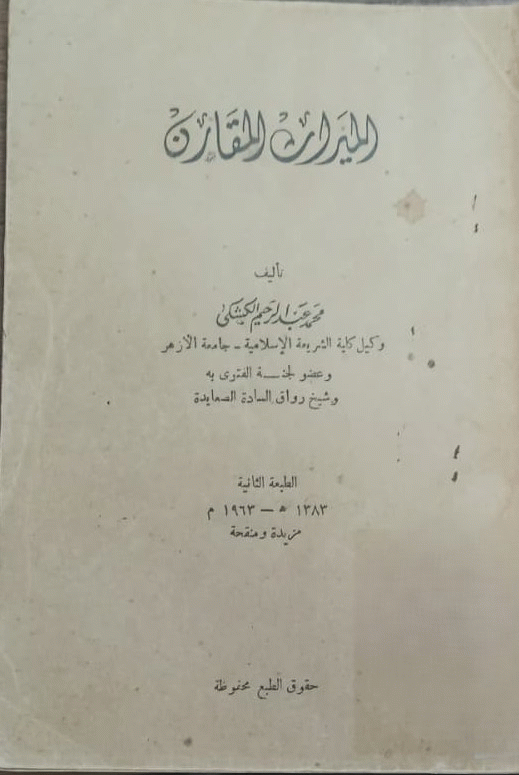 الميراث المقارن
تأليف
محمد عبد الرحيم الكشكى
وكيل كلية الشريعة الإسلامية - جامعة الأزهر
وعضو لجنة الفتوى به
وشيخ رواق السادة الصعايدة
الطبعة الثانية
١٣٨٣ هـ — ١٩٦٣ م
مزيدة ومنقحة
حقوق الطبع محفوظة